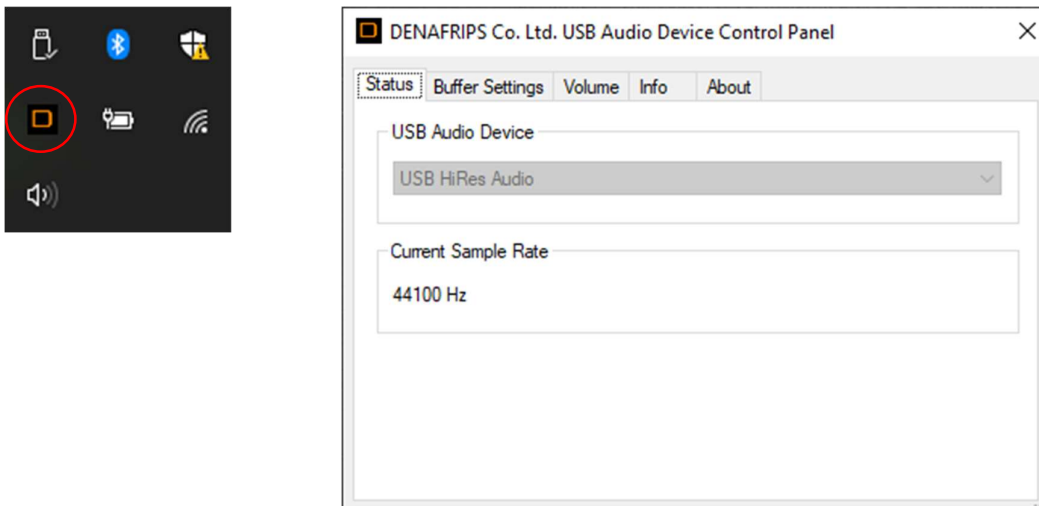 DENAFRIPS Co. Ltd. USB Audio Device Control Panel
Status Buffer Settings Volume Info About
USB Audio Device
USB HiRes Audio
Current Sample Rate
44100 Hz